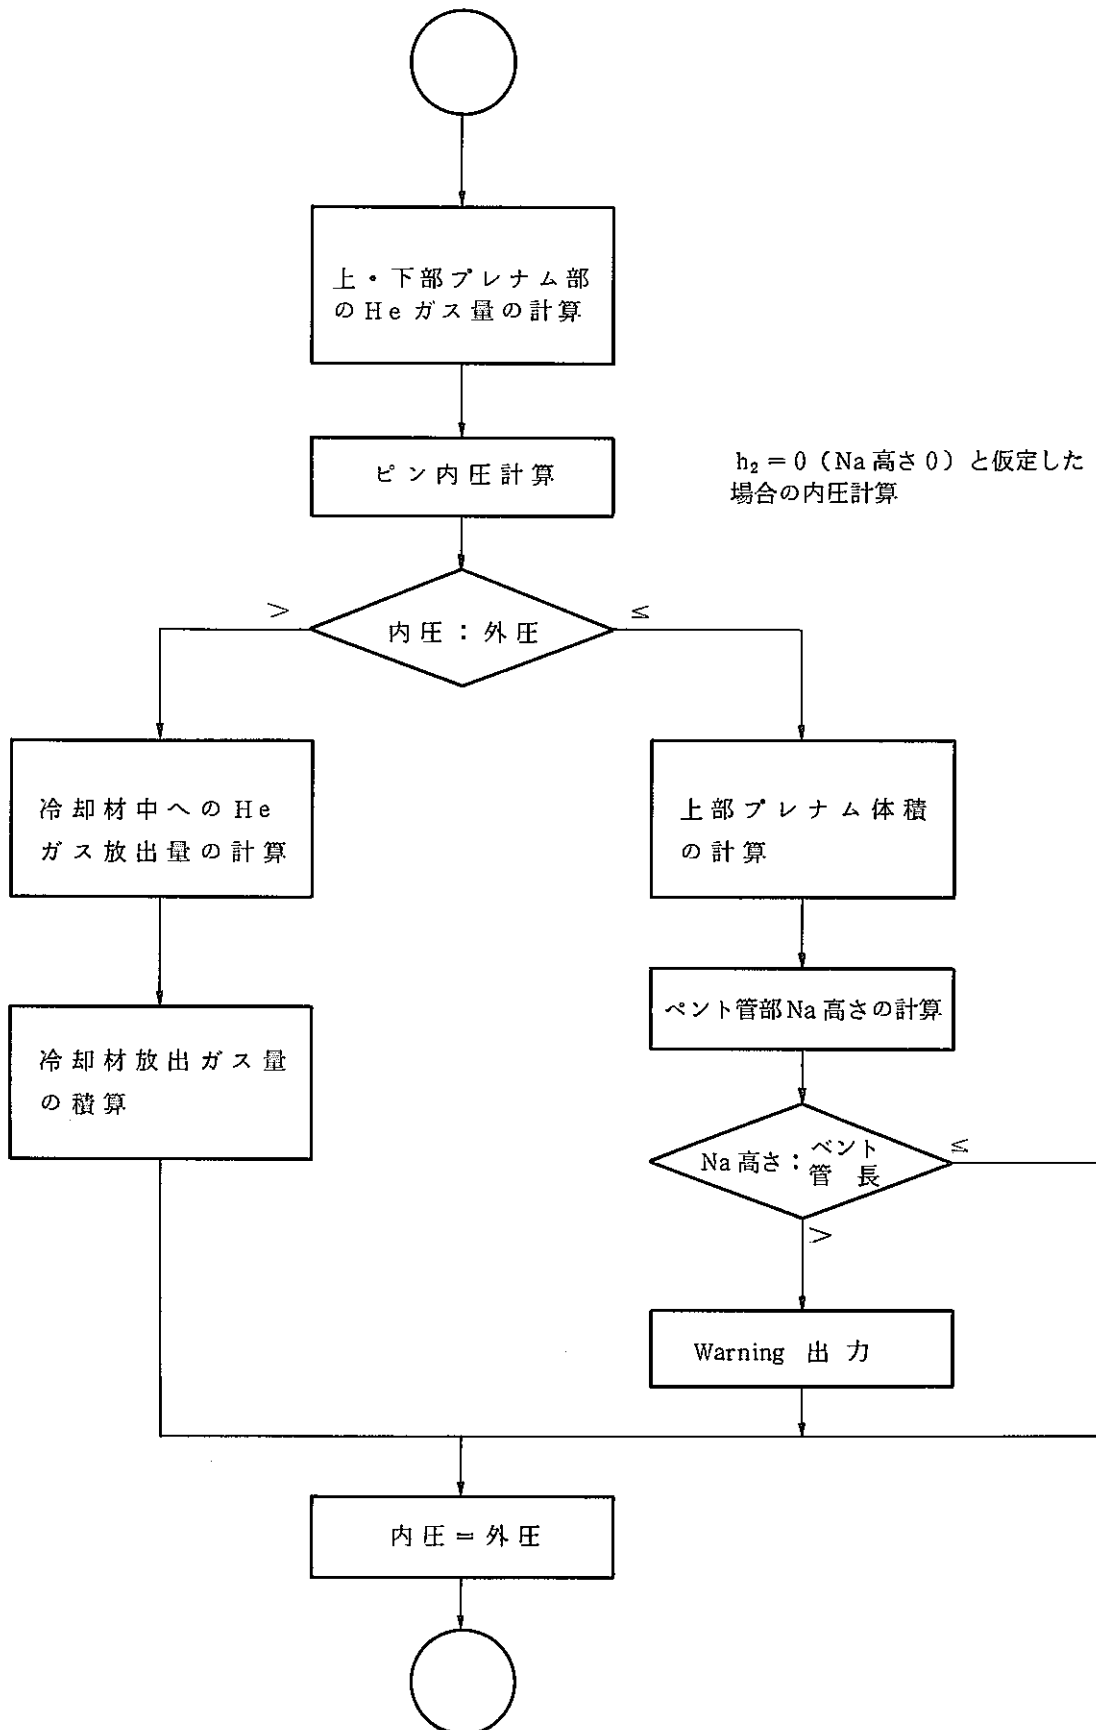 上・下部プレナム部
のHeガス量の計算
ピン内圧計算
h₂=0(Na高さ0)と仮定した
場合の内圧計算
>
内圧:外圧
≤
冷却材中へのHe
ガス放出量の計算
上部プレナム体積
の計算
ベント管部Na高さの計算
冷却材放出ガス量
の積算
Na高さ:ベント
管 長
≤
>
Warning 出力
内圧=外圧